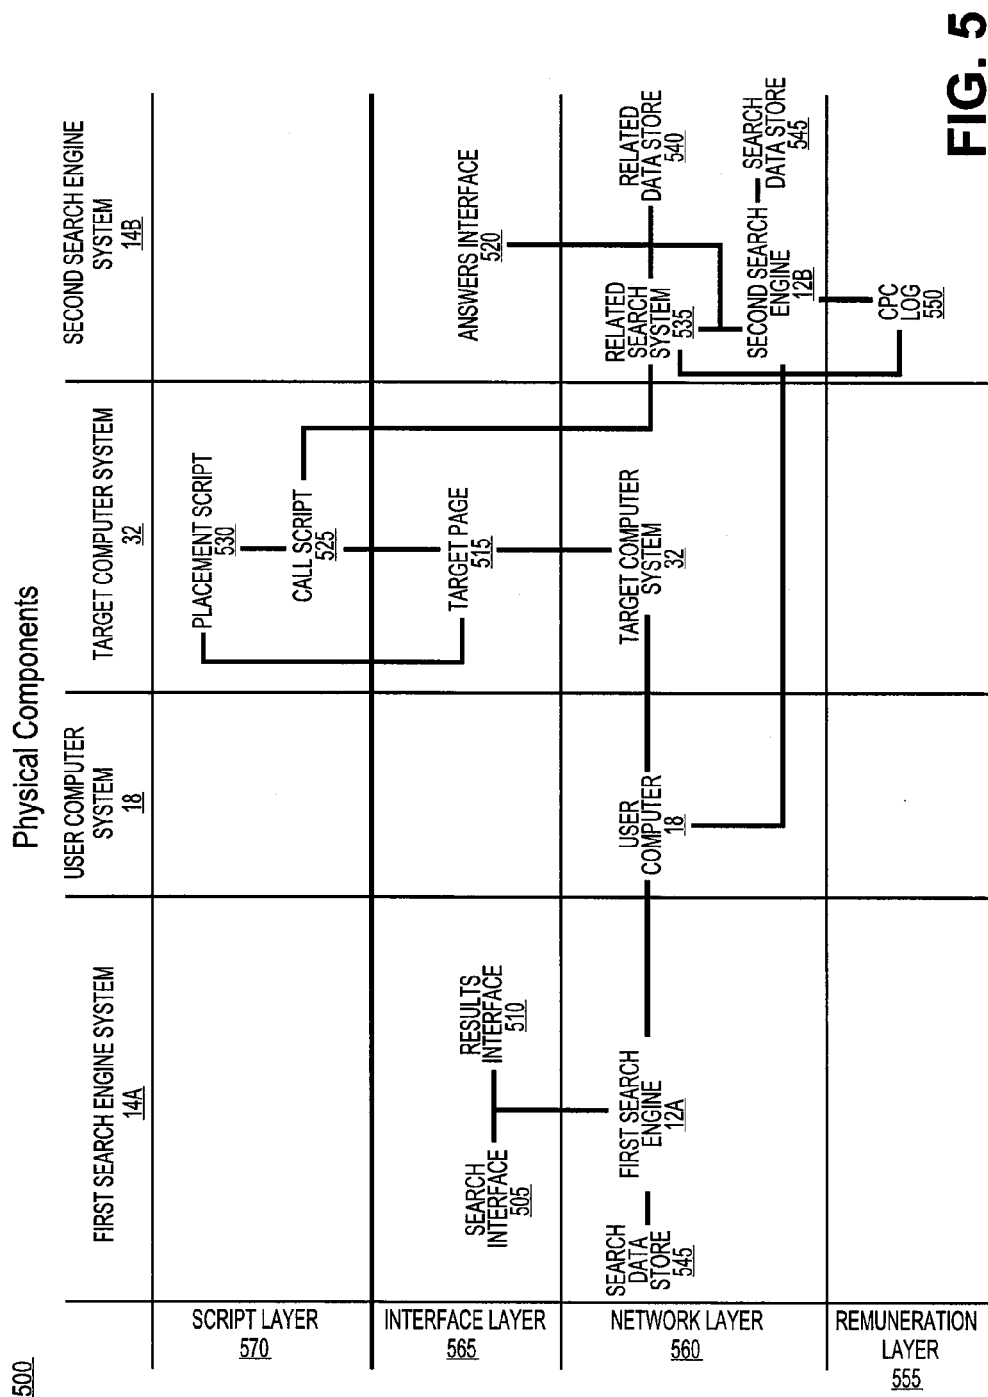 500
Physical Components
FIRST SEARCH ENGINE SYSTEM
14A
USER COMPUTER
SYSTEM
18
TARGET COMPUTER SYSTEM
32
SECOND SEARCH ENGINE
SYSTEM
14B
SCRIPT LAYER
570
PLACEMENT SCRIPT
530
CALL SCRIPT
525
INTERFACE LAYER
565
SEARCH
INTERFACE
505
RESULTS
INTERFACE
510
TARGET PAGE
515
ANSWERS INTERFACE
520
NETWORK LAYER
560
SEARCH
DATA
STORE
545
FIRST SEARCH
ENGINE
12A
USER
COMPUTER
18
TARGET COMPUTER
SYSTEM
32
RELATED
SEARCH
SYSTEM
535
RELATED
DATA STORE
540
SECOND SEARCH
ENGINE
12B
SEARCH
DATA STORE
545
REMUNERATION
LAYER
555
CPC
LOG
550
FIG. 5